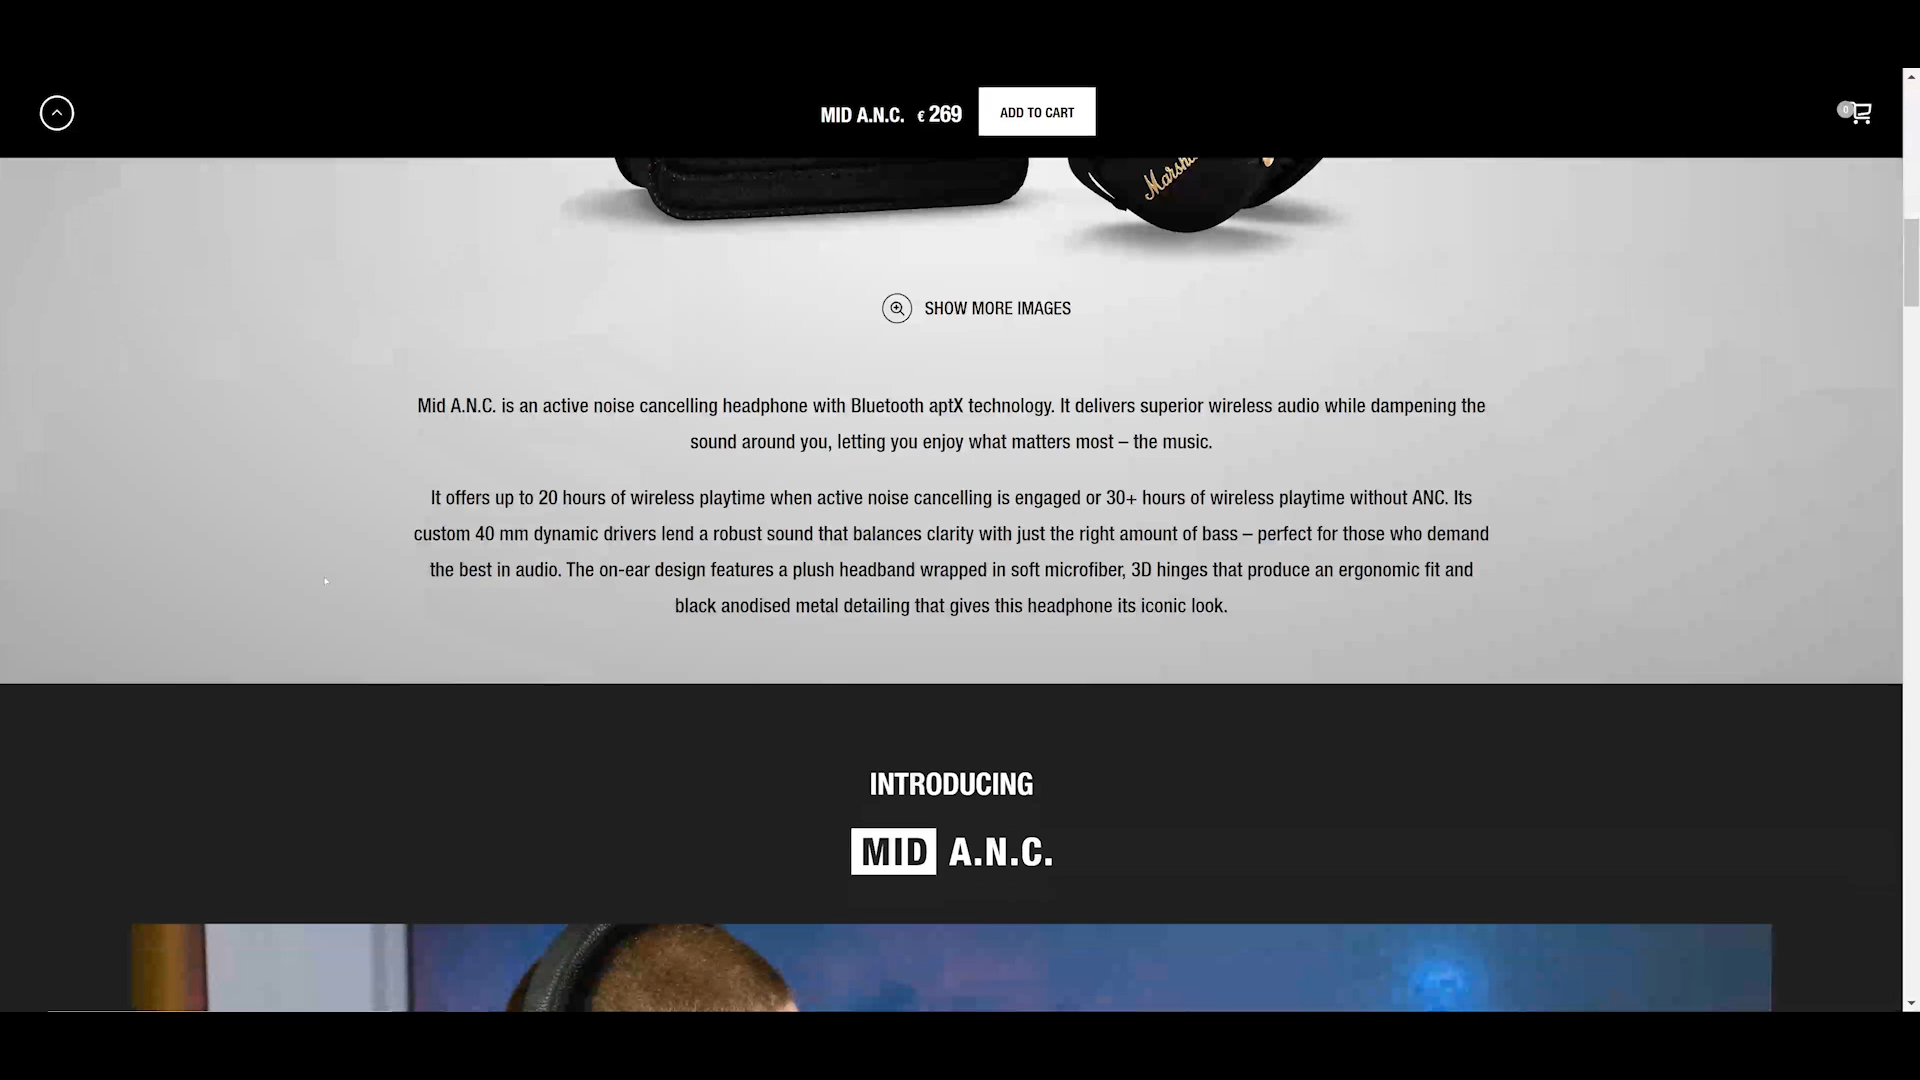 MID A.N.C. € 269 ADD TO CART 0
SHOW MORE IMAGES
Mid A.N.C. is an active noise cancelling headphone with Bluetooth aptX technology. It delivers superior wireless audio while dampening the
sound around you, letting you enjoy what matters most – the music.
It offers up to 20 hours of wireless playtime when active noise cancelling is engaged or 30+ hours of wireless playtime without ANC. Its
custom 40 mm dynamic drivers lend a robust sound that balances clarity with just the right amount of bass – perfect for those who demand
the best in audio. The on-ear design features a plush headband wrapped in soft microfiber, 3D hinges that produce an ergonomic fit and
black anodised metal detailing that gives this headphone its iconic look.
INTRODUCING
MID A.N.C.